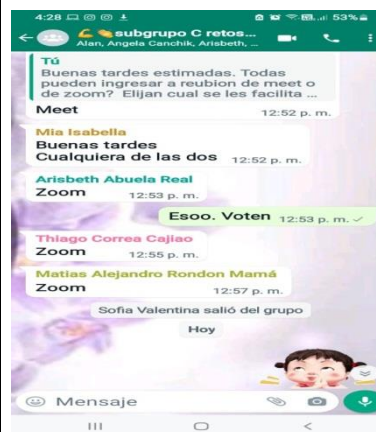 4:28
53%
subgrupo C retos...
Alan, Angela Canchik, Arisbeth, ...
Tú
Buenas tardes estimadas. Todas
pueden ingresar a reubion de meet o
de zoom? Elijan cual se les facilita ...
Meet 12:52 p. m.
Mia Isabella
Buenas tardes
Cualquiera de las dos 12:52 p. m.
Arisbeth Abuela Real
Zoom 12:53 p. m.
Esoo. Voten 12:53 p. m.
Thiago Correa Cajiao
Zoom 12:55 p. m.
Matias Alejandro Rondon Mamá
Zoom 12:57 p. m.
Sofia Valentina salió del grupo
Hoy
Mensaje